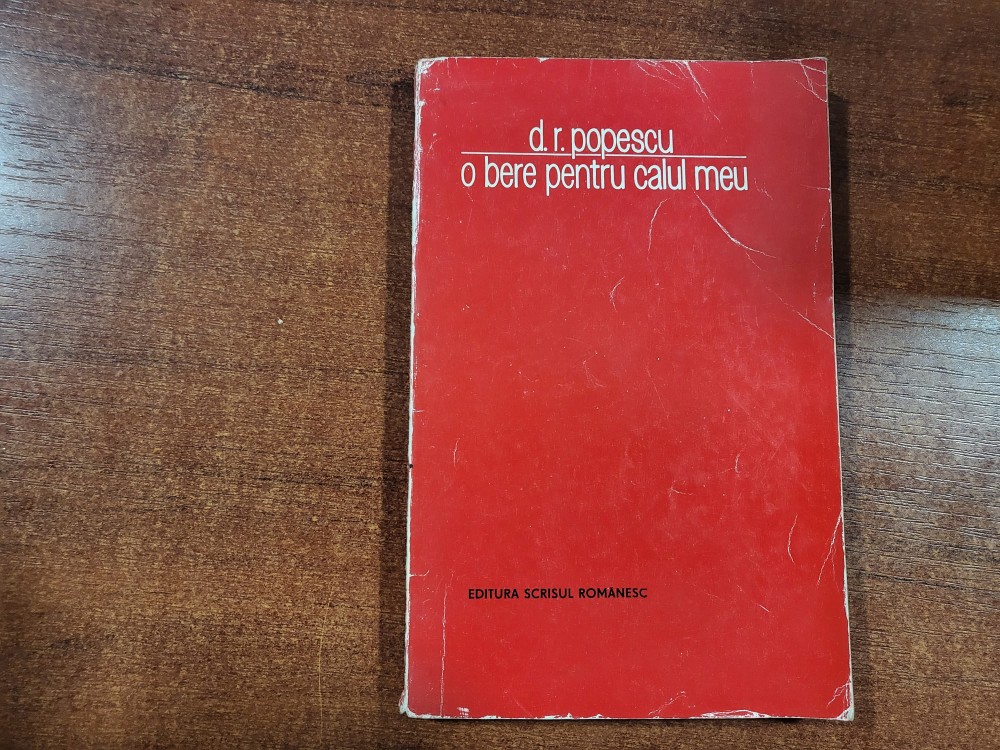 d. r. popescu
o bere pentru calul meu
EDITURA SCRISUL ROMÂNESC